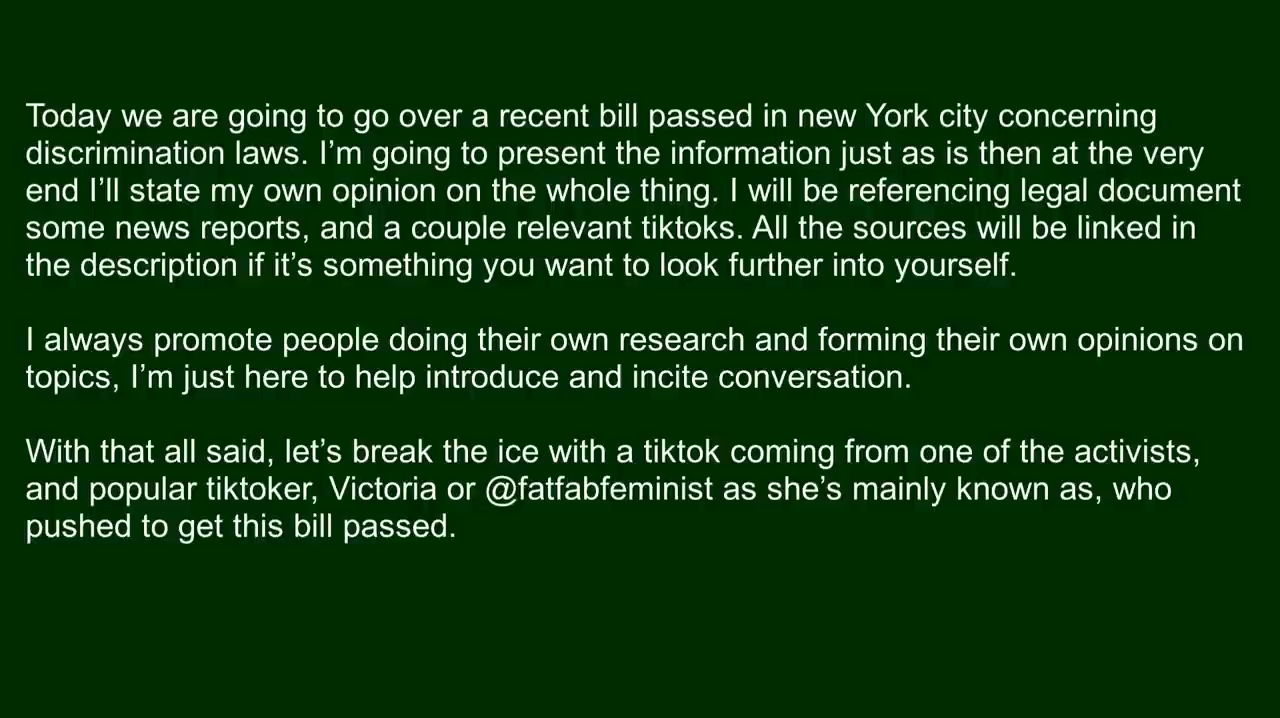 Today we are going to go over a recent bill passed in new York city concerning
discrimination laws. I’m going to present the information just as is then at the very
end I’ll state my own opinion on the whole thing. I will be referencing legal document
some news reports, and a couple relevant tiktoks. All the sources will be linked in
the description if it’s something you want to look further into yourself.
I always promote people doing their own research and forming their own opinions on
topics, I’m just here to help introduce and incite conversation.
With that all said, let’s break the ice with a tiktok coming from one of the activists,
and popular tiktoker, Victoria or @fatfabfeminist as she’s mainly known as, who
pushed to get this bill passed.